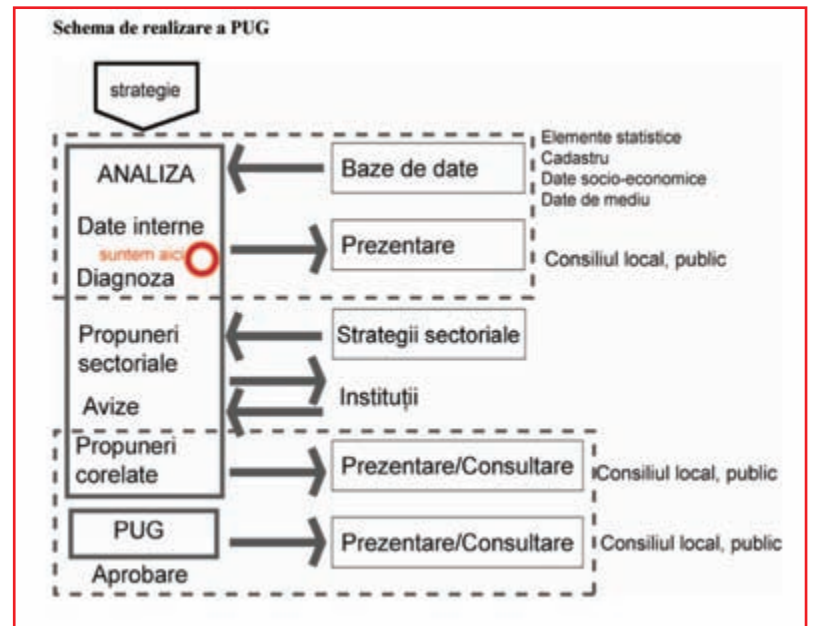 Schema de realizare a PUG
strategie
ANALIZA
Baze de date
Elemente statistice
Cadastru
Date socio-economice
Date de mediu
Date interne
suntem aici
Diagnoza
Prezentare
Consiliul local, public
Propuneri
sectoriale
Strategii sectoriale
Avize
Instituții
Propuneri
corelate
Prezentare/Consultare
Consiliul local, public
PUG
Prezentare/Consultare
Consiliul local, public
Aprobare